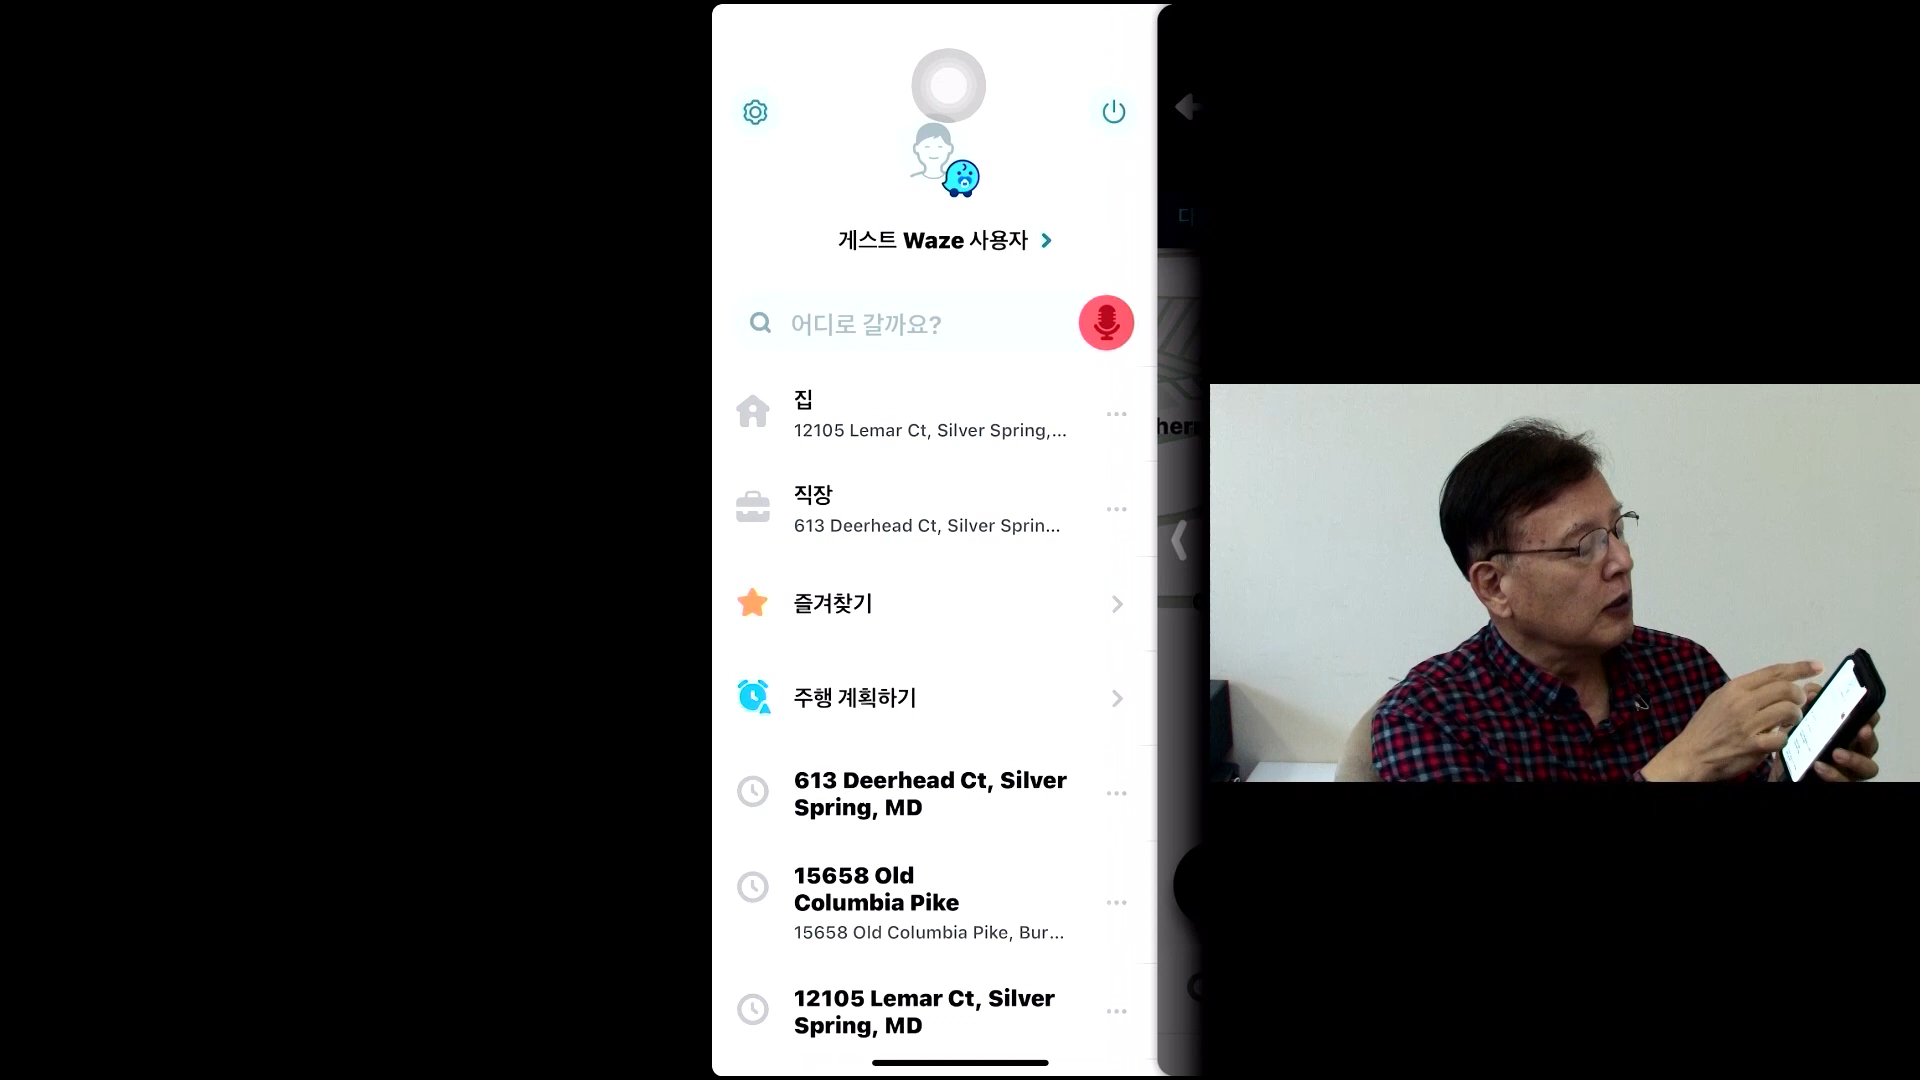 게스트 Waze 사용자
어디로 갈까요?
집
12105 Lemar Ct, Silver Spring,...
직장
613 Deerhead Ct, Silver Sprin...
즐겨찾기
주행 계획하기
613 Deerhead Ct, Silver
Spring, MD
15658 Old
Columbia Pike
15658 Old Columbia Pike, Bur...
12105 Lemar Ct, Silver
Spring, MD